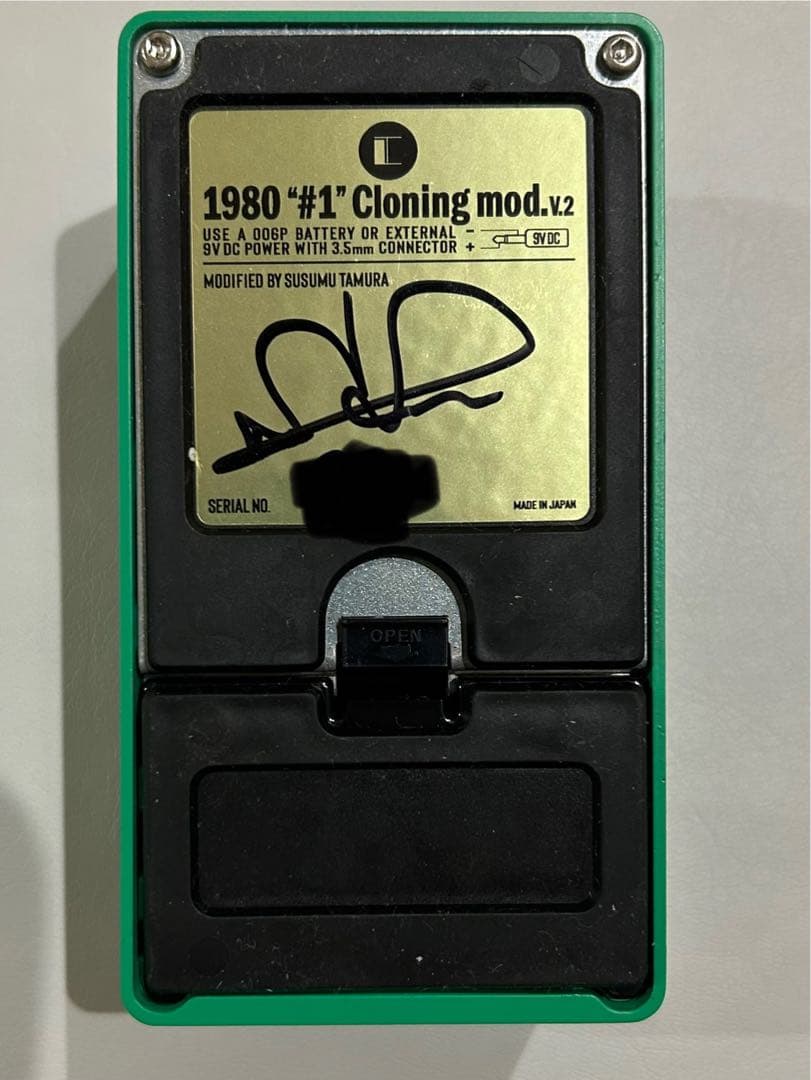 1980 “#1” Cloning mod.V.2
USE A 006P BATTERY OR EXTERNAL
9V DC POWER WITH 3.5mm CONNECTOR
- + 9V DC
MODIFIED BY SUSUMU TAMURA
SERIAL NO.
MADE IN JAPAN
OPEN